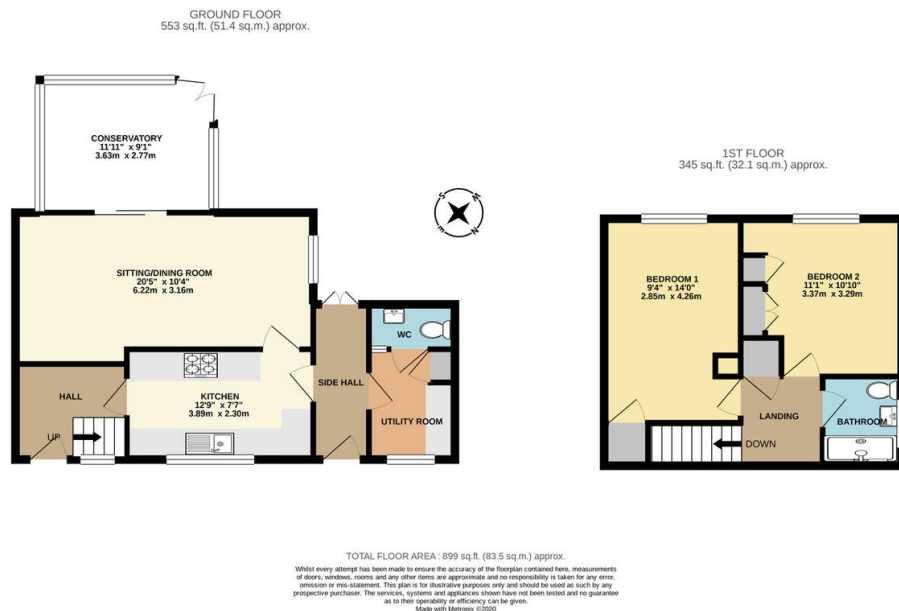 GROUND FLOOR
553 sq.ft. (51.4 sq.m.) approx.
CONSERVATORY
11'11" x 9'1"
3.63m x 2.77m
SITTING/DINING ROOM
20'5" x 10'4"
6.22m x 3.16m
S
W
E
N
WC
HALL
UP
KITCHEN
12'9" x 7'7"
3.89m x 2.30m
SIDE HALL
UTILITY ROOM
1ST FLOOR
345 sq.ft. (32.1 sq.m.) approx.
BEDROOM 1
9'4" x 14'0"
2.85m x 4.26m
BEDROOM 2
11'1" x 10'10"
3.37m x 3.29m
LANDING
DOWN
BATHROOM
TOTAL FLOOR AREA : 899 sq.ft. (83.5 sq.m.) approx.
Whilst every attempt has been made to ensure the accuracy of the floorplan contained here, measurements
of doors, windows, rooms and any other items are approximate and no responsibility is taken for any error,
omission or mis-statement. This plan is for illustrative purposes only and should be used as such by any
prospective purchaser. The services, systems and appliances shown have not been tested and no guarantee
as to their operability or efficiency can be given.
Made with Metropix ©2020